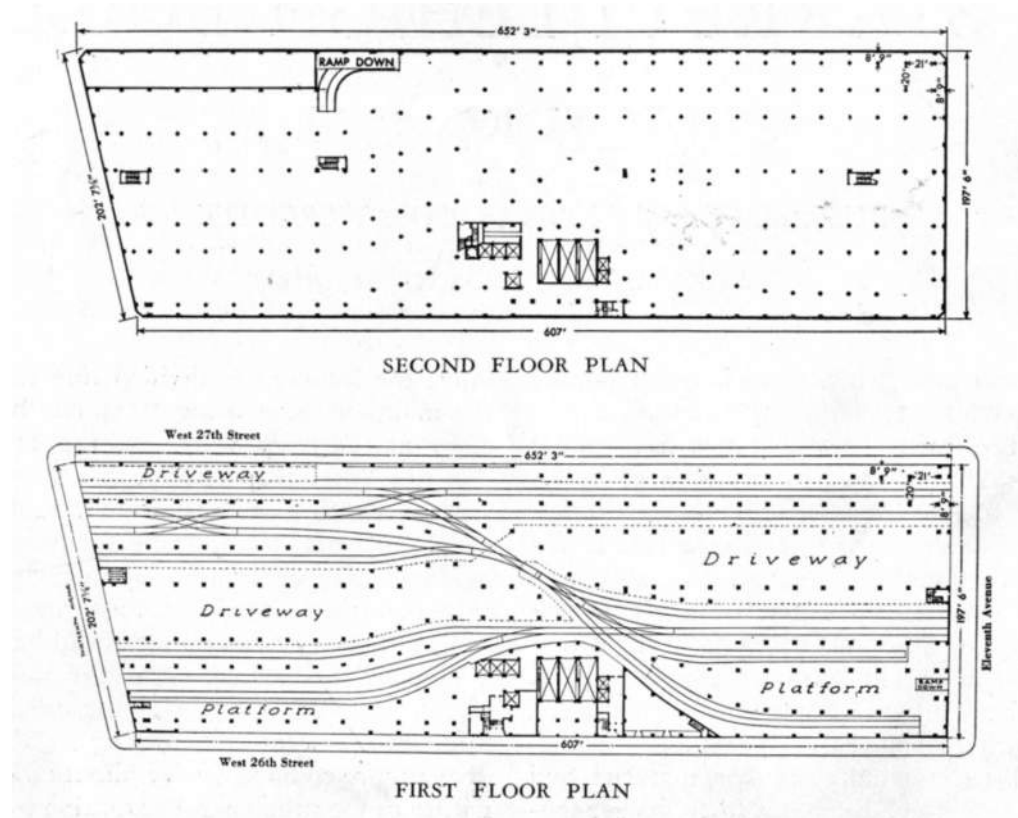 652' 3"
RAMP DOWN
8' 9"
21'
20'
8' 9"
202' 7¼"
197' 6"
607'
SECOND FLOOR PLAN
West 27th Street
652' 3"
Driveway
8' 9"
21'
20'
8' 9"
Driveway
Driveway
202' 7¼"
197' 6"
Eleventh Avenue
Platform
RAMP
DOWN
Platform
607'
West 26th Street
FIRST FLOOR PLAN